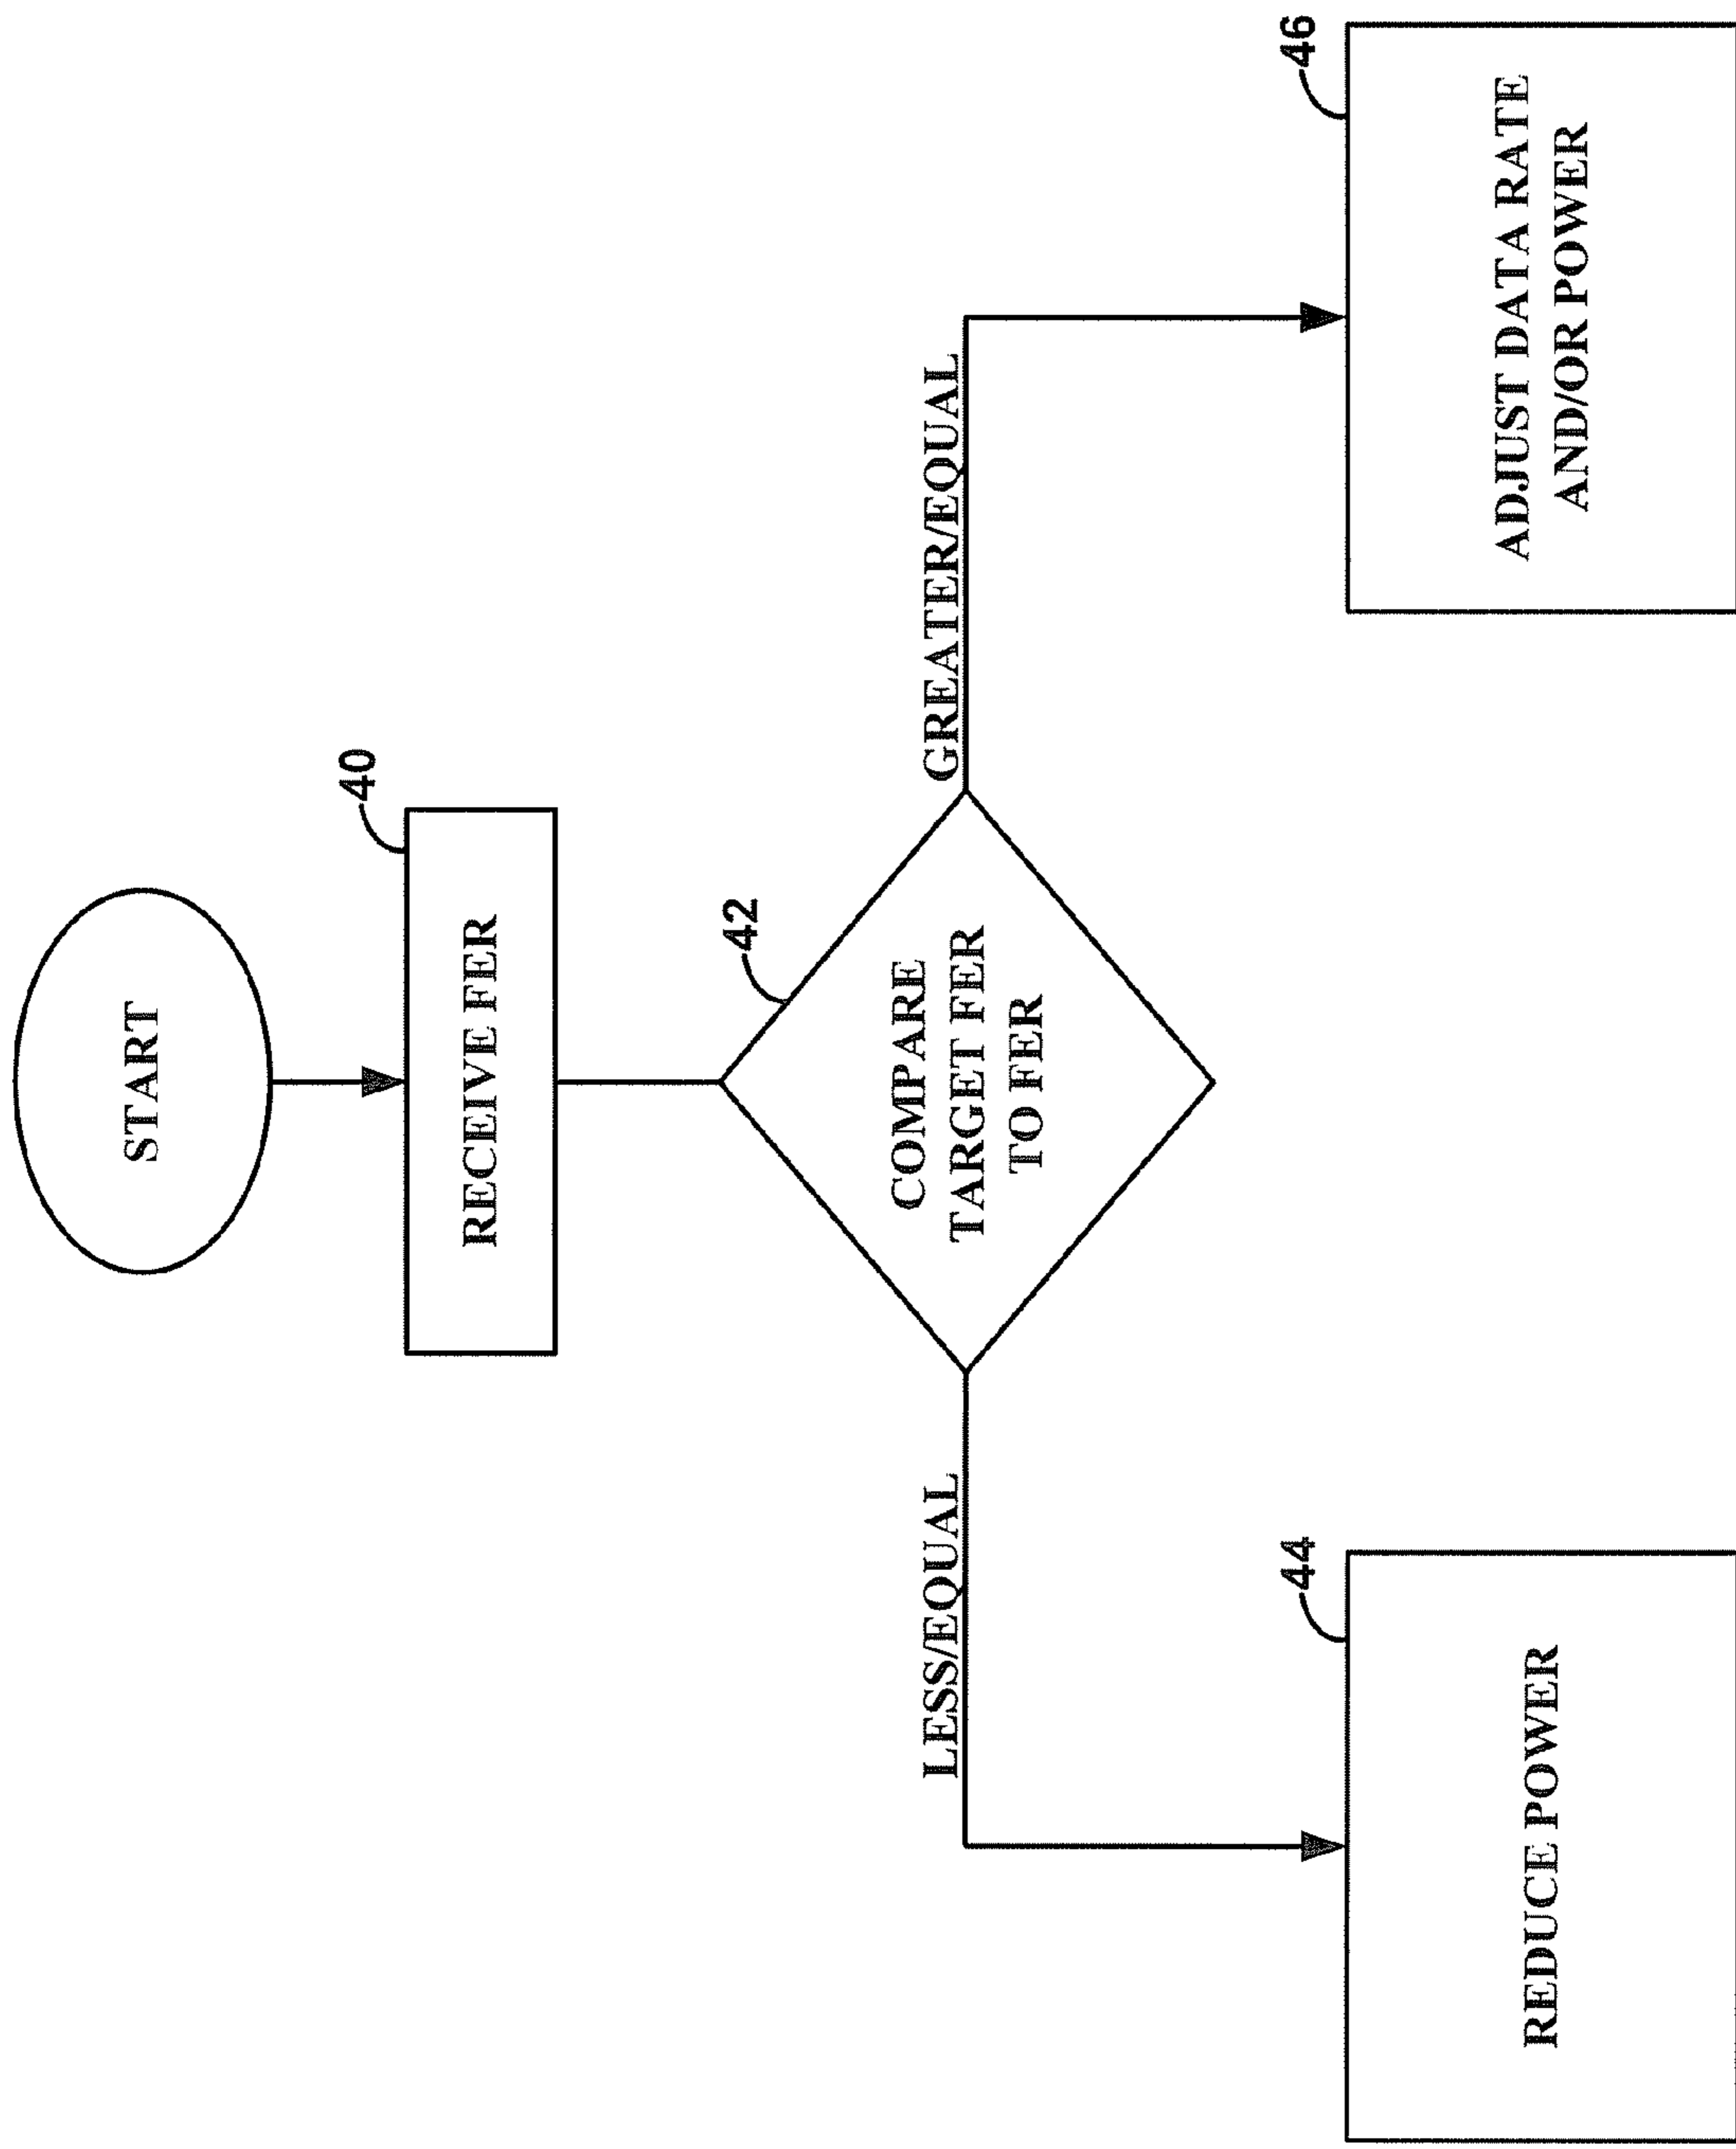 START
40
RECEIVE FER
42
COMPARE
TARGET FER
TO FER
LESS/EQUAL
GREATER/EQUAL
44
REDUCE POWER
46
ADJUST DATA RATE
AND/OR POWER